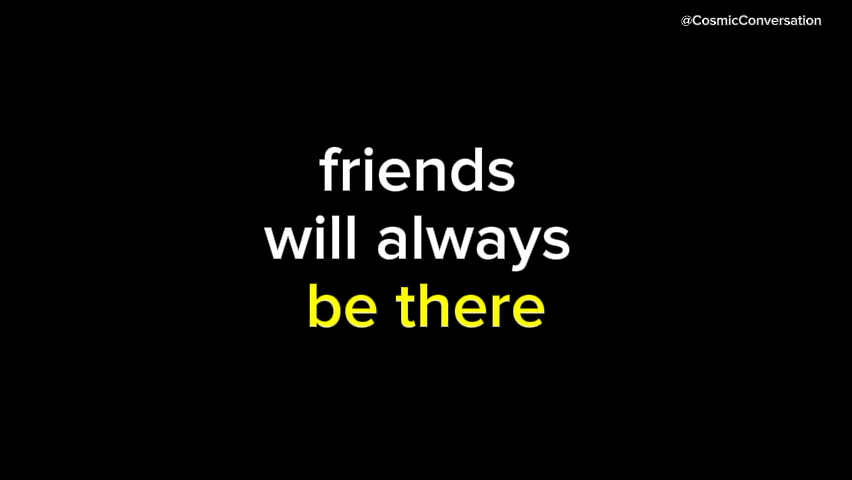 @CosmicConversation
friends
will always
be there